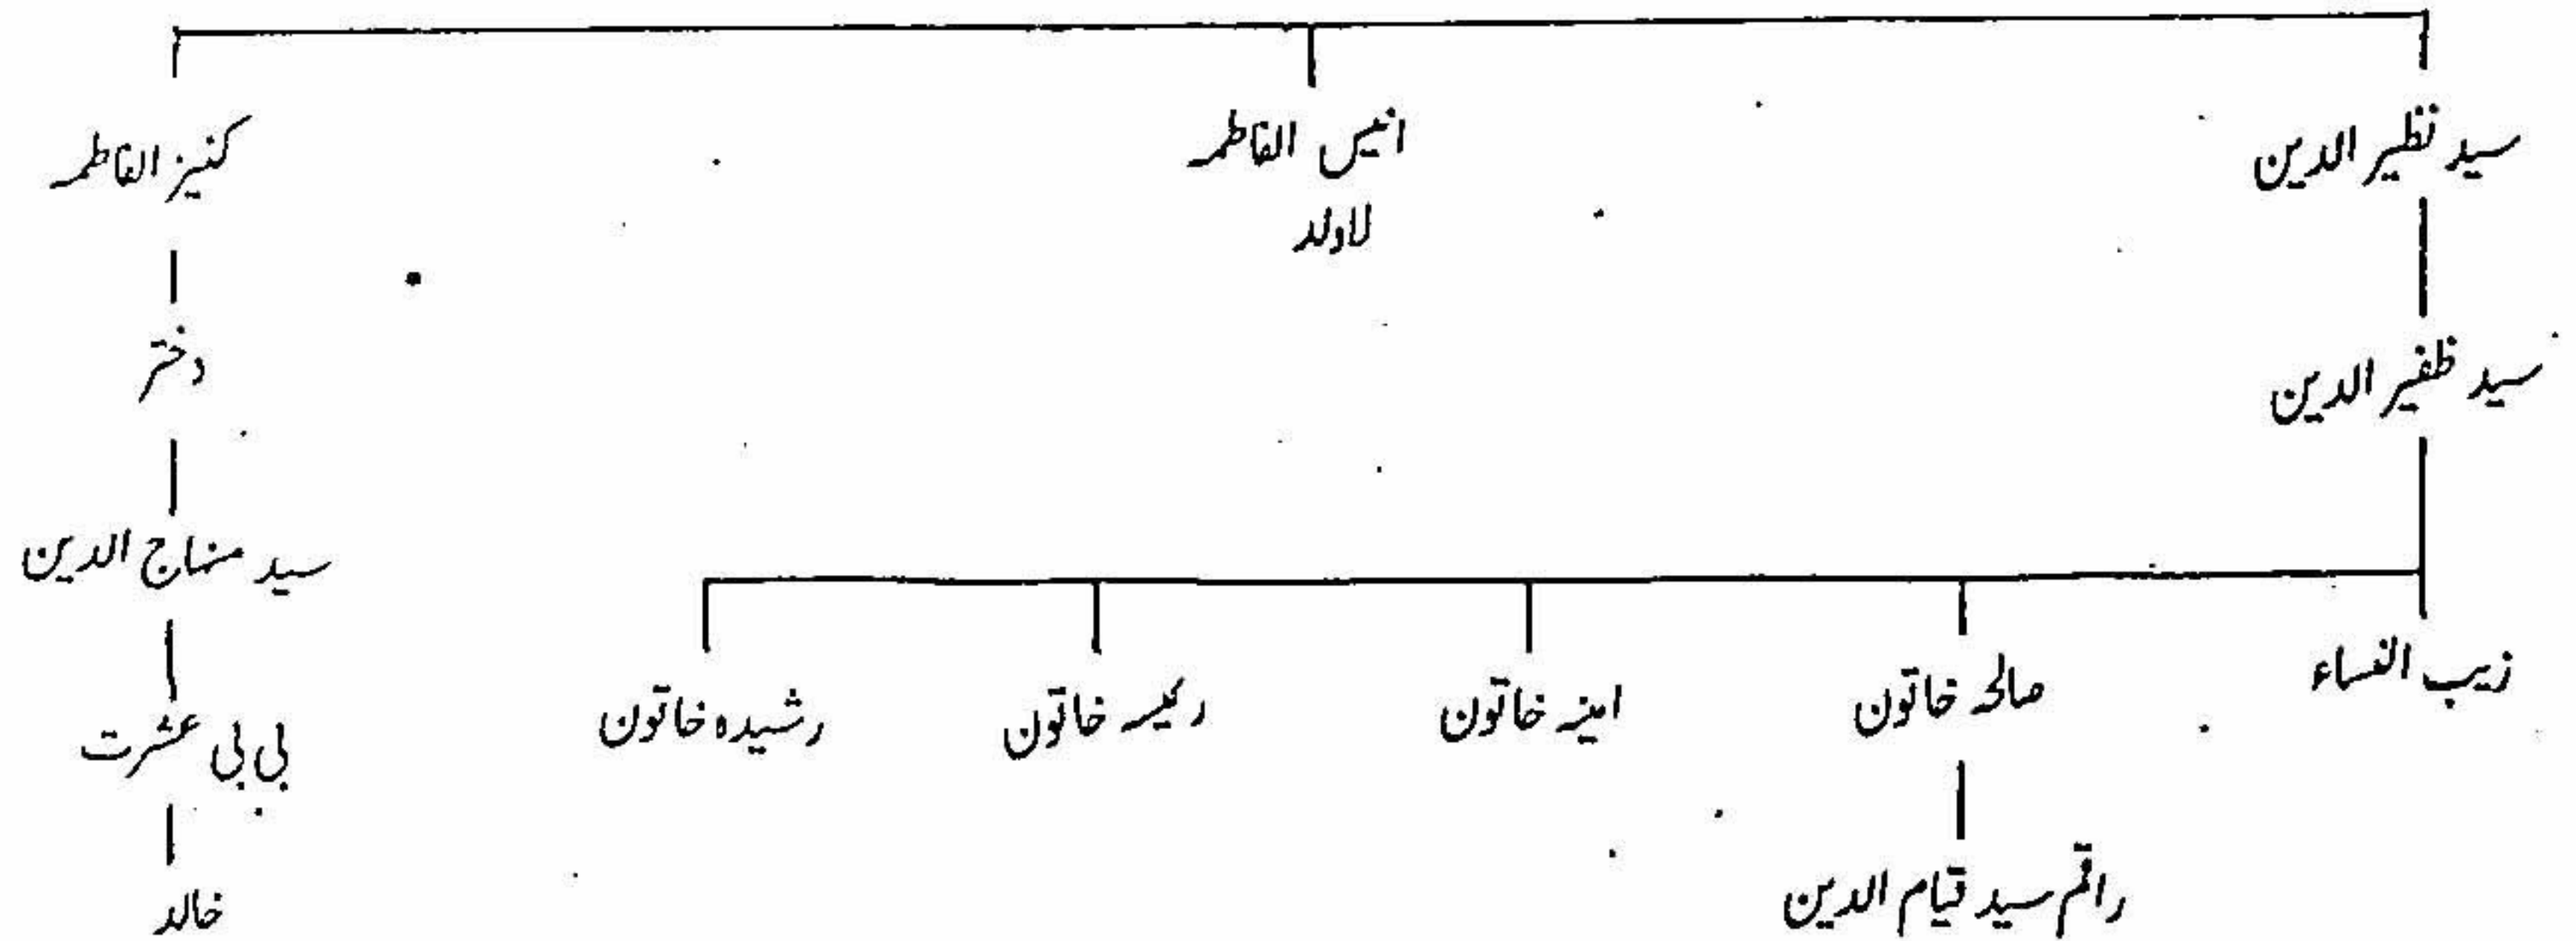 سید نظیر الدین
انیس الفاطمہ
کنیز الفاطمہ
لاولد
سید ظفیر الدین
دختر
سید منہاج الدین
زیب النساء
صالحہ خاتون
امینہ خاتون
رئیسہ خاتون
رشیدہ خاتون
بی بی عشرت
راقم سید قیام الدین
خالد